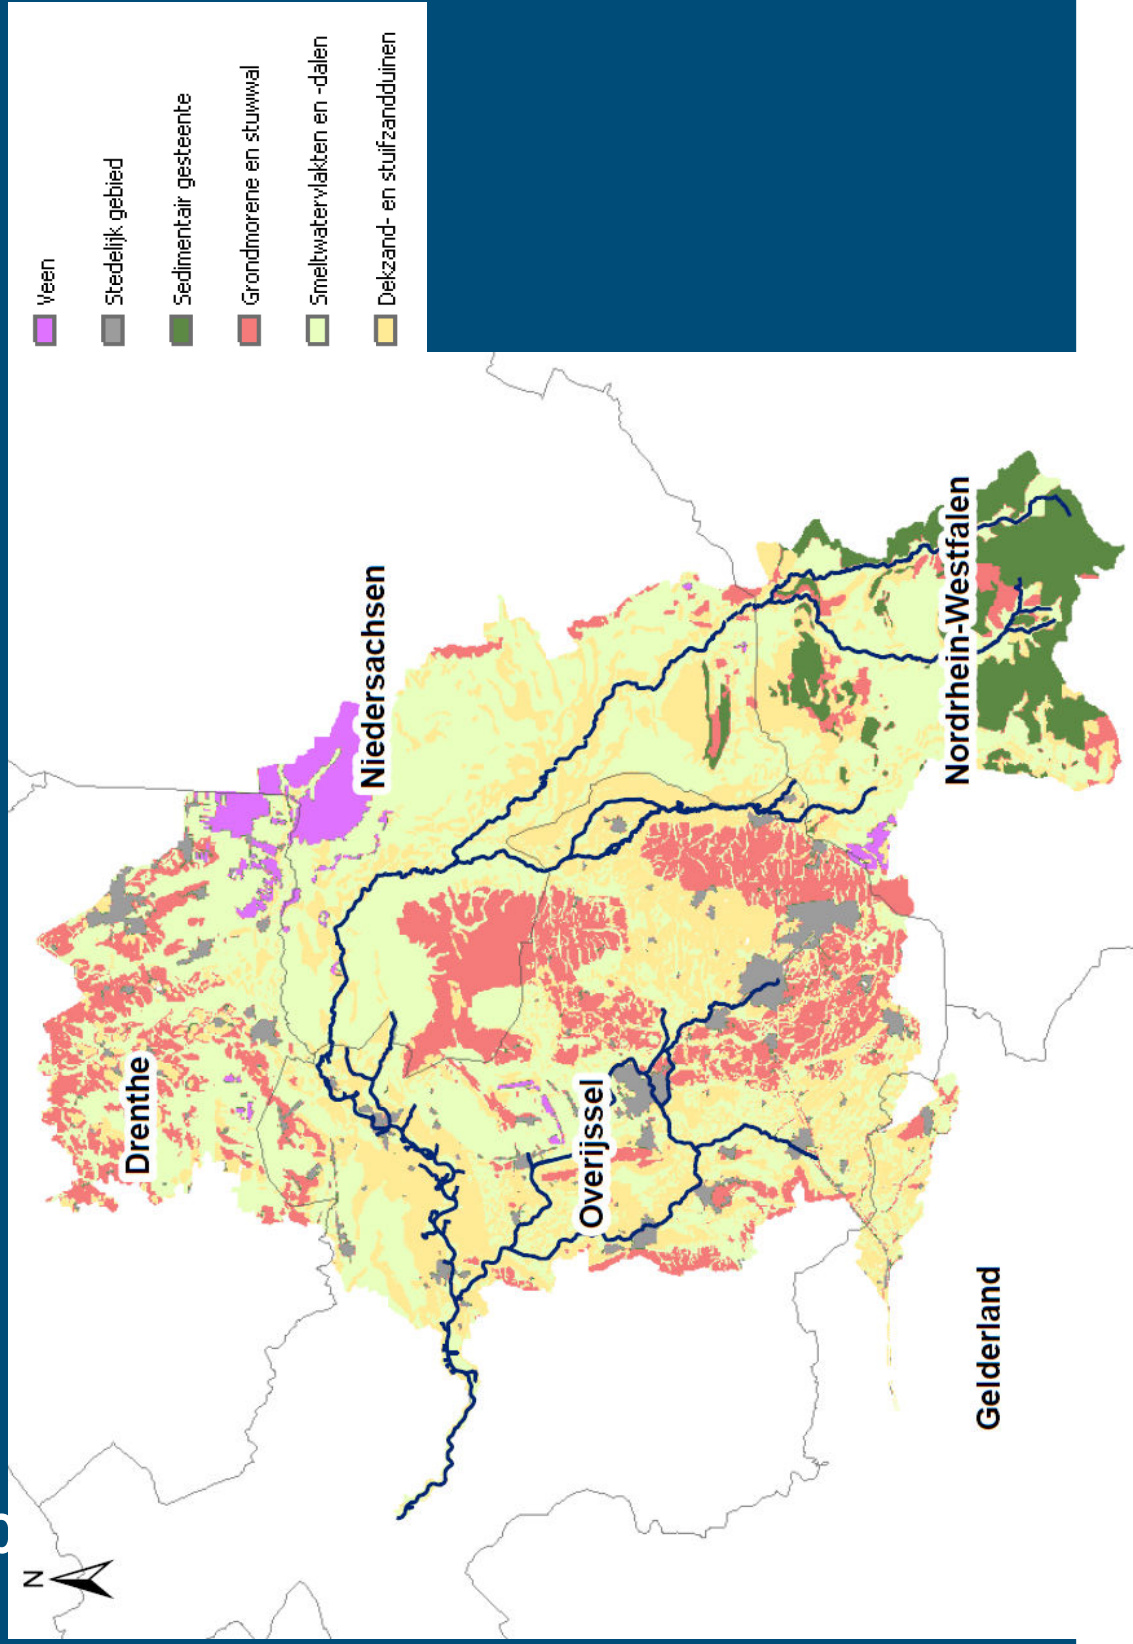 Veen
Stedelijk gebied
Sedimentair gesteente
Grondmorene en stuwwal
Smeltwatervlakten en -dalen
Dekzand- en stuifzandduinen
N
Drenthe
Niedersachsen
Overijssel
Nordrhein-Westfalen
Gelderland